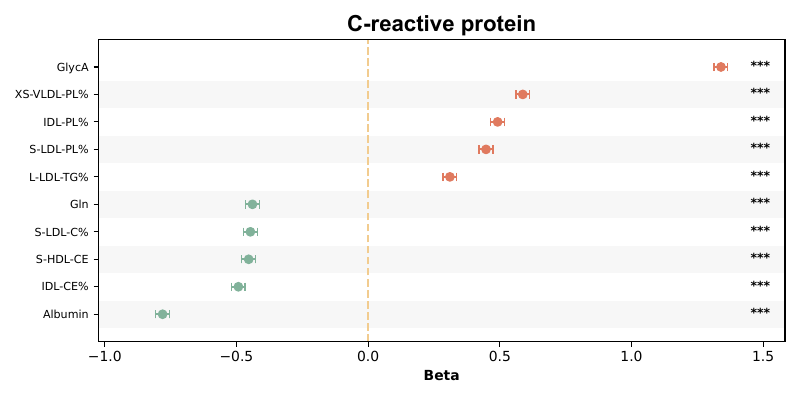 C-reactive protein
GlycA ***
XS-VLDL-PL% ***
IDL-PL% ***
S-LDL-PL% ***
L-LDL-TG% ***
Gln ***
S-LDL-C% ***
S-HDL-CE ***
IDL-CE% ***
Albumin ***
−1.0 −0.5 0.0 0.5 1.0 1.5
Beta